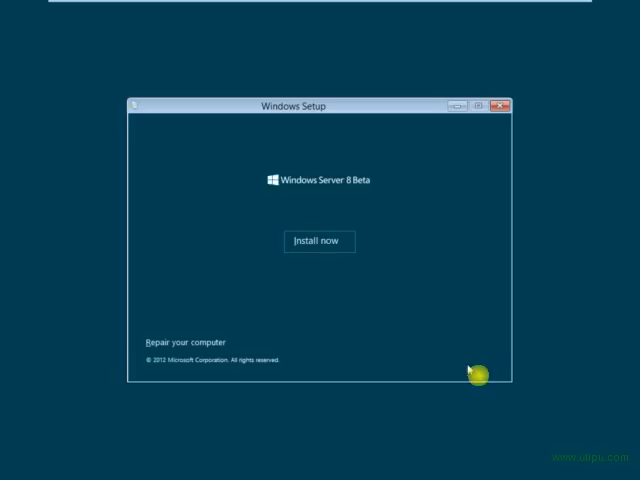 Windows Setup
Windows Server 8 Beta
Install now
Repair your computer
© 2012 Microsoft Corporation. All rights reserved.
www.utipu.com